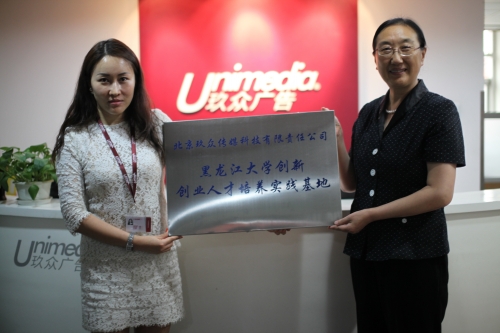 Unimedia®
玖众广告
北京玖众传媒科技有限责任公司
黑龙江大学创新
创业人才培养实践基地
Unimedia
玖众广告